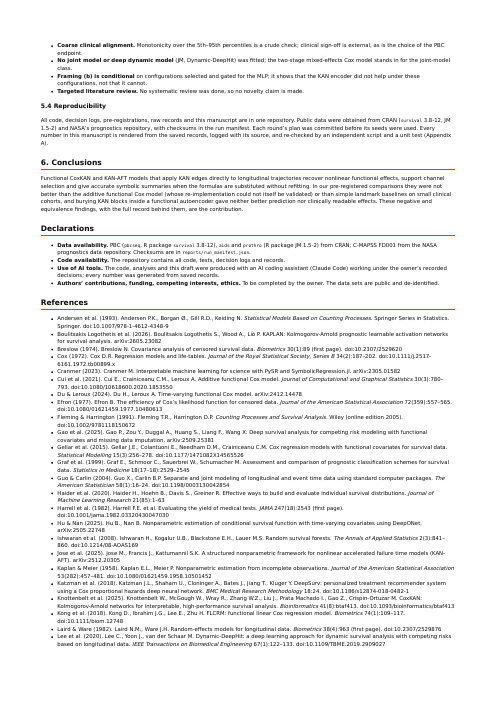 • Coarse clinical alignment. Monotonicity over the 5th-95th percentiles is a crude check; clinical sign-off is external, as is the choice of the PBC
endpoint.
• No joint model or deep dynamic (JM, Dynamic-DeepHit) was fitted; the two-stage mixed-effects Cox model stands in for the joint-model
class.
• Framing (b) is conditional on configurations selected and gated for the MLP; it shows that the KAN encoder did not help under these
configurations, not that it cannot.
• Targeted literature review. No systematic review was done, so no novelty claim is made.
5.4 Reproducibility
All code, decision logs, pre-registrations, raw records and this manuscript are in one repository. Public data were obtained from CRAN (survival 3.8-12, JM
1.5-2) and NASA's prognostics repository, with checksums in the run manifest. Each round's plan was committed before its seeds were used. Every
number in this manuscript is rendered from the saved records, logged with its source, and re-checked by an independent script and a unit test (Appendix
A).
6. Conclusions
Functional CoxKAN and KAN-AFT models that apply KAN edges directly to longitudinal trajectories recover nonlinear functional effects, support channel
selection and give accurate symbolic summaries when the formulas are substituted without refitting. In our pre-registered comparisons they were not
better than the additive functional Cox model (whose re-implementation could not itself be validated) or than simple landmark baselines on small clinical
cohorts, and burying KAN blocks inside a functional autoencoder gave neither better prediction nor clinically readable effects. These negative and
equivalence findings, with the full record behind them, are the contribution.
Declarations
• Data availability. PBC (pbcseq, R package survival 3.8-12), aids and prothro (R package JM 1.5-2) from CRAN; C-MAPSS FD001 from the NASA
prognostics data repository. Checksums are in reports/run_manifest.json.
• Code availability. The repository contains all code, tests, decision logs and records.
• Use of AI tools. The code, analyses and this draft were produced with an AI coding assistant (Claude Code) working under the owner's recorded
decisions; every number was generated from saved records.
• Authors' contributions, funding, competing interests, ethics. To be completed by the owner. The data sets are public and de-identified.
References
• Andersen et al. (1993). Andersen P.K., Borgan Ø., Gill R.D., Keiding N. Statistical Models Based on Counting Processes. Springer Series in Statistics.
Springer. doi:10.1007/978-1-4612-4348-9
• Boulitsakis Logothetis et al. (2026). Boulitsakis Logothetis S., Wood A., Liò P. KAPLAN: Kolmogorov-Arnold prognostic learnable activation networks
for survival analysis. arXiv:2605.23082
• Breslow (1974). Breslow N. Covariance analysis of censored survival data. Biometrics 30(1):89 (first page). doi:10.2307/2529620
• Cox (1972). Cox D.R. Regression models and life-tables. Journal of the Royal Statistical Society, Series B 34(2):187-202. doi:10.1111/j.2517-
6161.1972.tb00899.x
• Cranmer (2023). Cranmer M. Interpretable machine learning for science with PySR and SymbolicRegression.jl. arXiv:2305.01582
• Cui et al. (2021). Cui E., Crainiceanu C.M., Leroux A. Additive functional Cox model. Journal of Computational and Graphical Statistics 30(3):780-
793. doi:10.1080/10618600.2020.1853550
• Du & Leroux (2024). Du H., Leroux A. Time-varying functional Cox model. arXiv:2412.14478
• Efron (1977). Efron B. The efficiency of Cox's likelihood function for censored data. Journal of the American Statistical Association 72(359):557-565.
doi:10.1080/01621459.1977.10480613
• Fleming & Harrington (1991). Fleming T.R., Harrington D.P. Counting Processes and Survival Analysis. Wiley (online edition 2005).
doi:10.1002/9781118150672
• Gao et al. (2025). Gao P., Zou Y., Duggal A., Huang S., Liang F., Wang X. Deep survival analysis for competing risk modeling with functional
covariates and missing data imputation. arXiv:2509.25381
• Gellar et al. (2015). Gellar J.E., Colantuoni E., Needham D.M., Crainiceanu C.M. Cox regression models with functional covariates for survival data.
Statistical Modelling 15(3):256-278. doi:10.1177/1471082X14565526
• Graf et al. (1999). Graf E., Schmoor C., Sauerbrei W., Schumacher M. Assessment and comparison of prognostic classification schemes for survival
data. Statistics in Medicine 18(17-18):2529-2545
• Guo & Carlin (2004). Guo X., Carlin B.P. Separate and joint modeling of longitudinal and event time data using standard computer packages. The
American Statistician 58(1):16-24. doi:10.1198/0003130042854
• Haider et al. (2020). Haider H., Hoehn B., Davis S., Greiner R. Effective ways to build and evaluate individual survival distributions. Journal of
Machine Learning Research 21(85):1-63
• Harrell et al. (1982). Harrell F.E. et al. Evaluating the yield of medical tests. JAMA 247(18):2543 (first page).
doi:10.1001/jama.1982.03320430047030
• Hu & Nan (2025). Hu B., Nan B. Nonparametric estimation of conditional survival function with time-varying covariates using DeepONet.
arXiv:2505.22748
• Ishwaran et al. (2008). Ishwaran H., Kogalur U.B., Blackstone E.H., Lauer M.S. Random survival forests. The Annals of Applied Statistics 2(3):841-
860. doi:10.1214/08-AOAS169
• Jose et al. (2025). Jose M., Francis J., Kattumannil S.K. A structured nonparametric framework for nonlinear accelerated failure time models (KAN-
AFT). arXiv:2512.20305
• Kaplan & Meier (1958). Kaplan E.L., Meier P. Nonparametric estimation from incomplete observations. Journal of the American Statistical Association
53(282):457-481. doi:10.1080/01621459.1958.10501452
• Katzman et al. (2018). Katzman J.L., Shaham U., Cloninger A., Bates J., Jiang T., Kluger Y. DeepSurv: personalized treatment recommender system
using a Cox proportional hazards deep neural network. BMC Medical Research Methodology 18:24. doi:10.1186/s12874-018-0482-1
• Knottenbelt et al. (2025). Knottenbelt W., McGough W., Wray R., Zhang W.Z., Liu J., Prata Machado I., Gao Z., Crispin-Ortuzar M. CoxKAN:
Kolmogorov-Arnold networks for interpretable, high-performance survival analysis. Bioinformatics 41(8):btaf413. doi:10.1093/bioinformatics/btaf413
• Kong et al. (2018). Kong D., Ibrahim J.G., Lee E., Zhu H. FLCRM: functional linear Cox regression model. Biometrics 74(1):109-117.
doi:10.1111/biom.12748
• Laird & Ware (1982). Laird N.M., Ware J.H. Random-effects models for longitudinal data. Biometrics 38(4):963 (first page). doi:10.2307/2529876
• Lee et al. (2020). Lee C., Yoon J., van der Schaar M. Dynamic-DeepHit: a deep learning approach for dynamic survival analysis with competing risks
based on longitudinal data. IEEE Transactions on Biomedical Engineering 67(1):122-133. doi:10.1109/TBME.2019.2909027